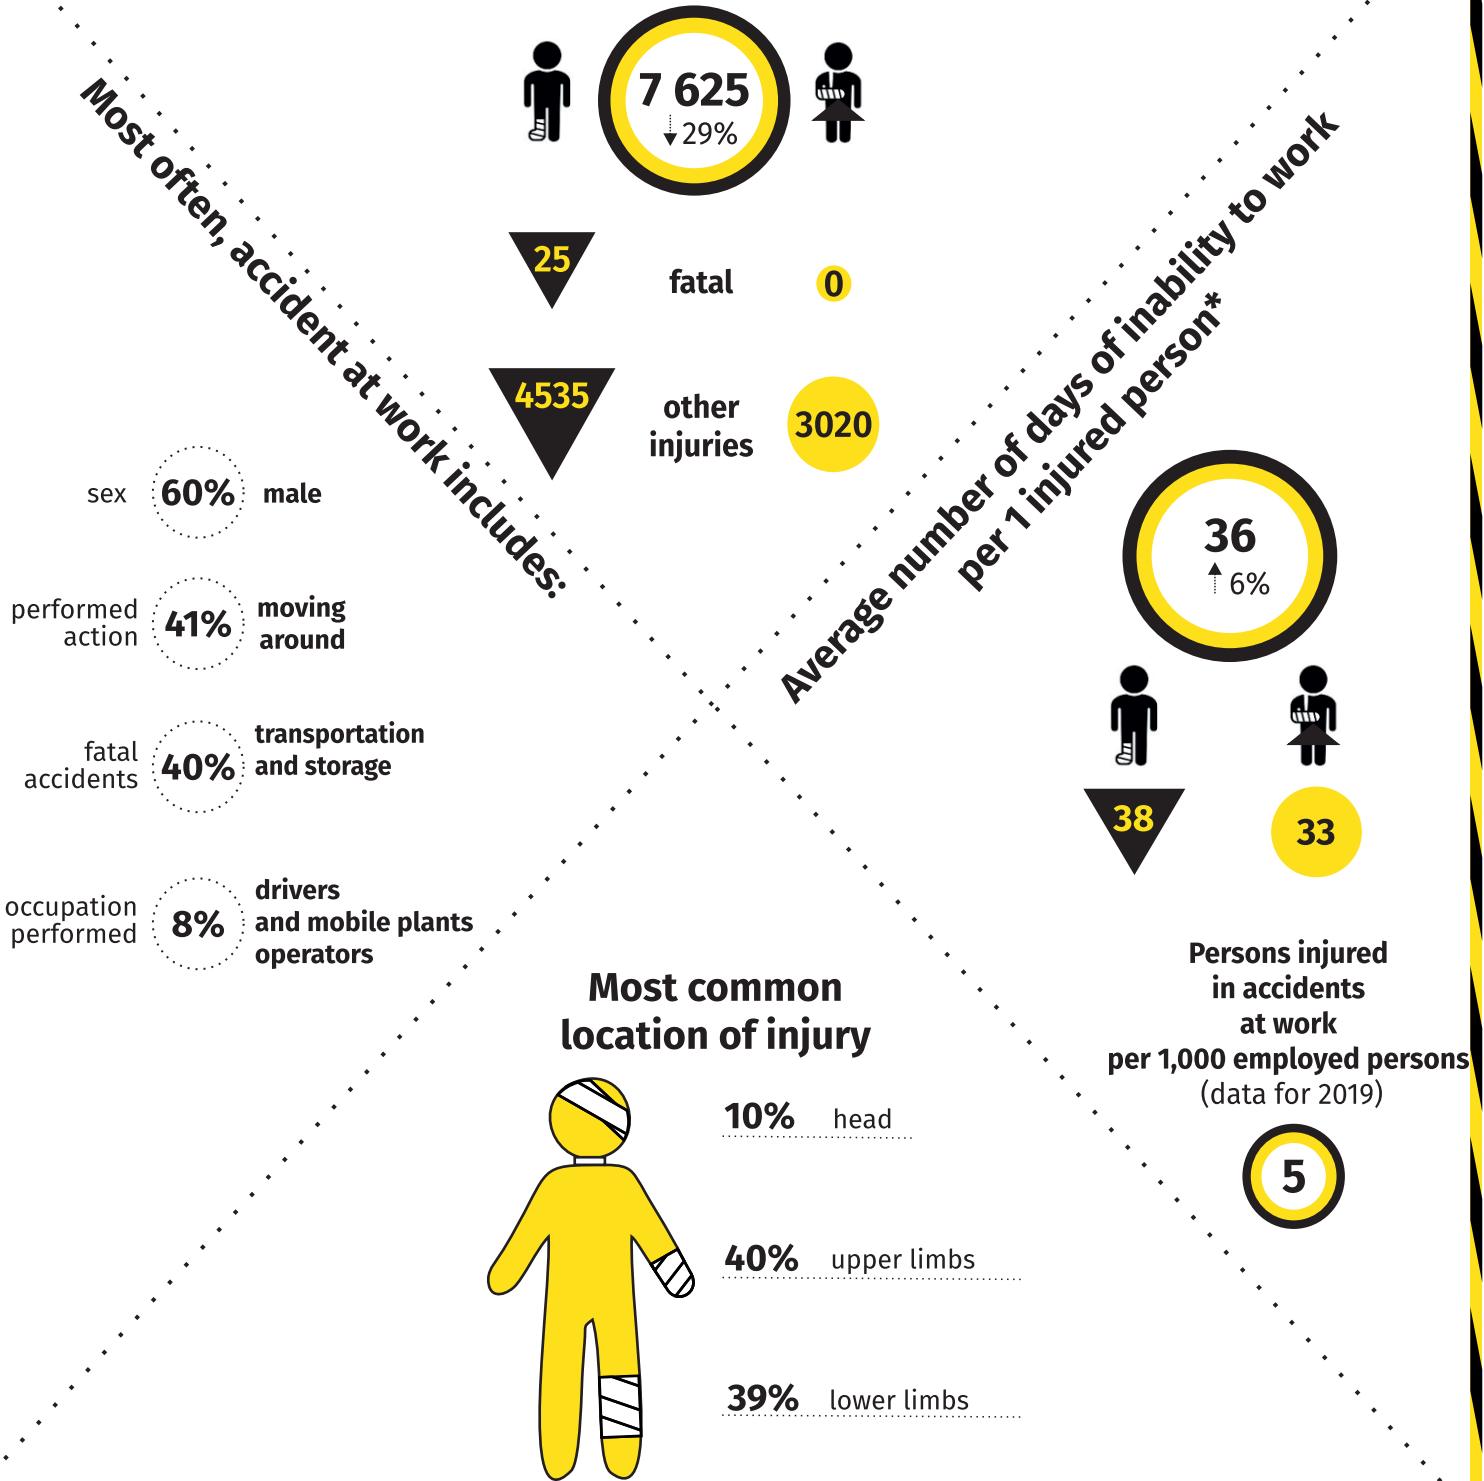 7 625
29%
25
fatal
0
4535
other
injuries
3020
Most often, accident at work includes:
sex
60%
male
performed
action
41%
moving
around
fatal
accidents
40%
transportation
and storage
occupation
performed
8%
drivers
and mobile plants
operators
Average number of days of inability to work
per 1 injured person*
36
6%
38
33
Persons injured
in accidents
at work
per 1,000 employed persons
(data for 2019)
5
Most common
location of injury
10% head
40% upper limbs
39% lower limbs